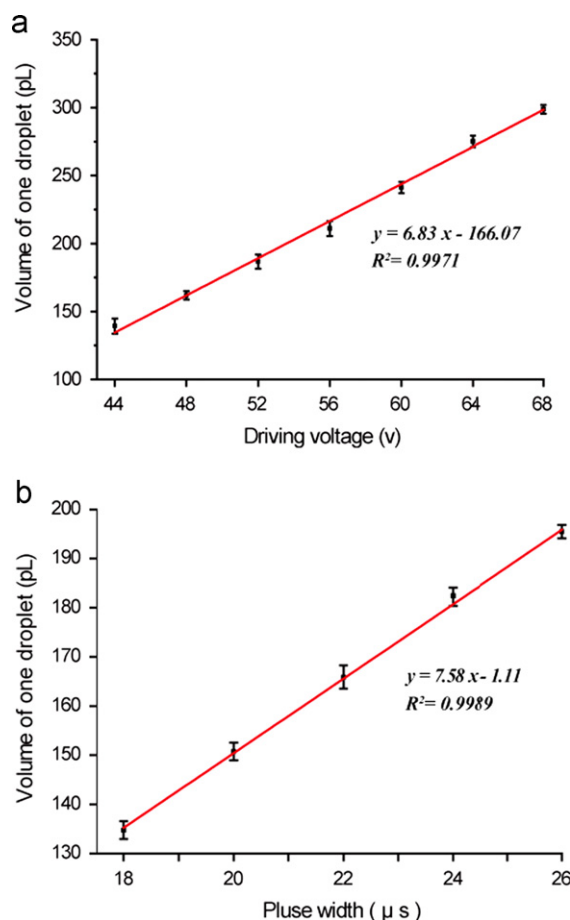 a
Volume of one droplet (pL)
350
300
250
200
150
100
y = 6.83 x - 166.07
R²= 0.9971
44 48 52 56 60 64 68
Driving voltage (v)
b
Volume of one droplet (pL)
200
190
180
170
160
150
140
130
y = 7.58 x - 1.11
R²= 0.9989
18 20 22 24 26
Pluse width ( μ s )